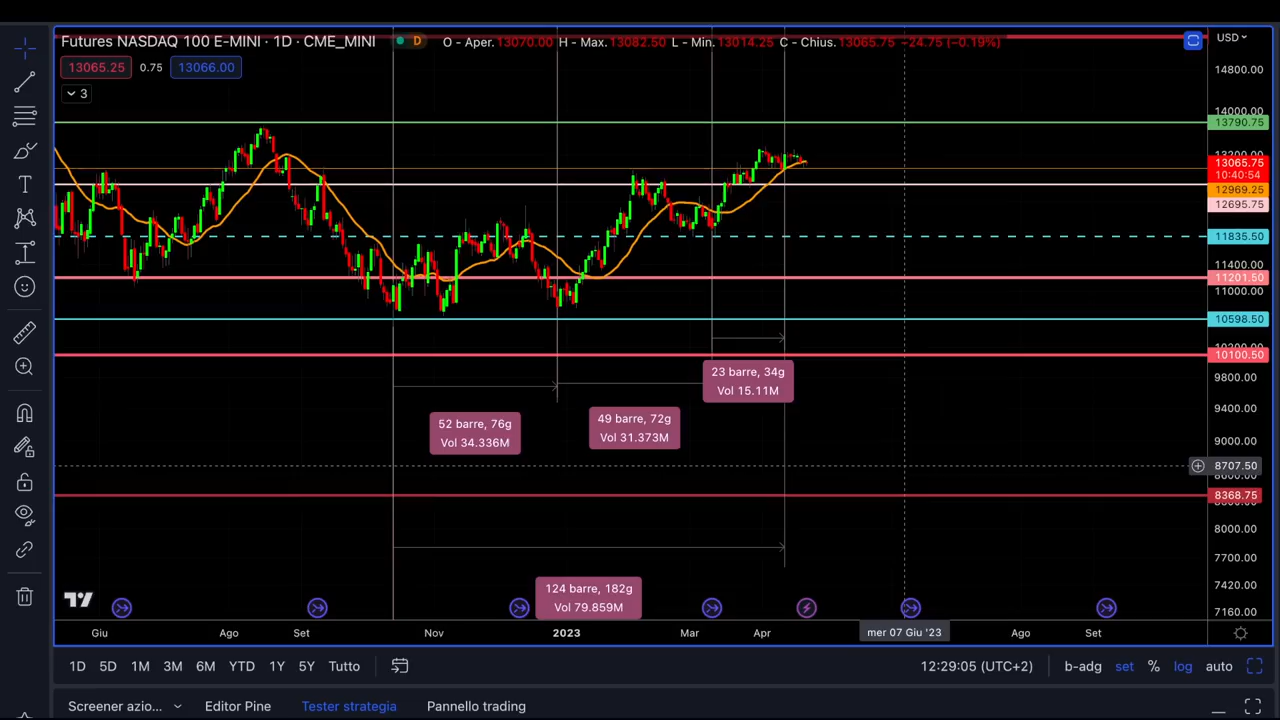 Futures NASDAQ 100 E-MINI · 1D · CME_MINI D O - Aper. 13070.00 H - Max. 13082.50 L - Min. 13014.25 C - Chius. 13065.75 −24.75 (−0.19%)
USD
13065.25 0.75 13066.00
3
14800.00
14000.00
13790.75
13200.00
13065.75
10:40:54
12969.25
12695.75
11835.50
11400.00
11201.50
11000.00
10598.50
10200.00
10100.50
9800.00
9400.00
9000.00
8707.50
8600.00
8368.75
8000.00
7700.00
7420.00
7160.00
23 barre, 34g
Vol 15.11M
52 barre, 76g
Vol 34.336M
49 barre, 72g
Vol 31.373M
124 barre, 182g
Vol 79.859M
Giu Ago Set Nov 2023 Mar Apr mer 07 Giu '23 Ago Set
1D 5D 1M 3M 6M YTD 1Y 5Y Tutto 12:29:05 (UTC+2) b-adg set % log auto
Screener azio... Editor Pine Tester strategia Pannello trading